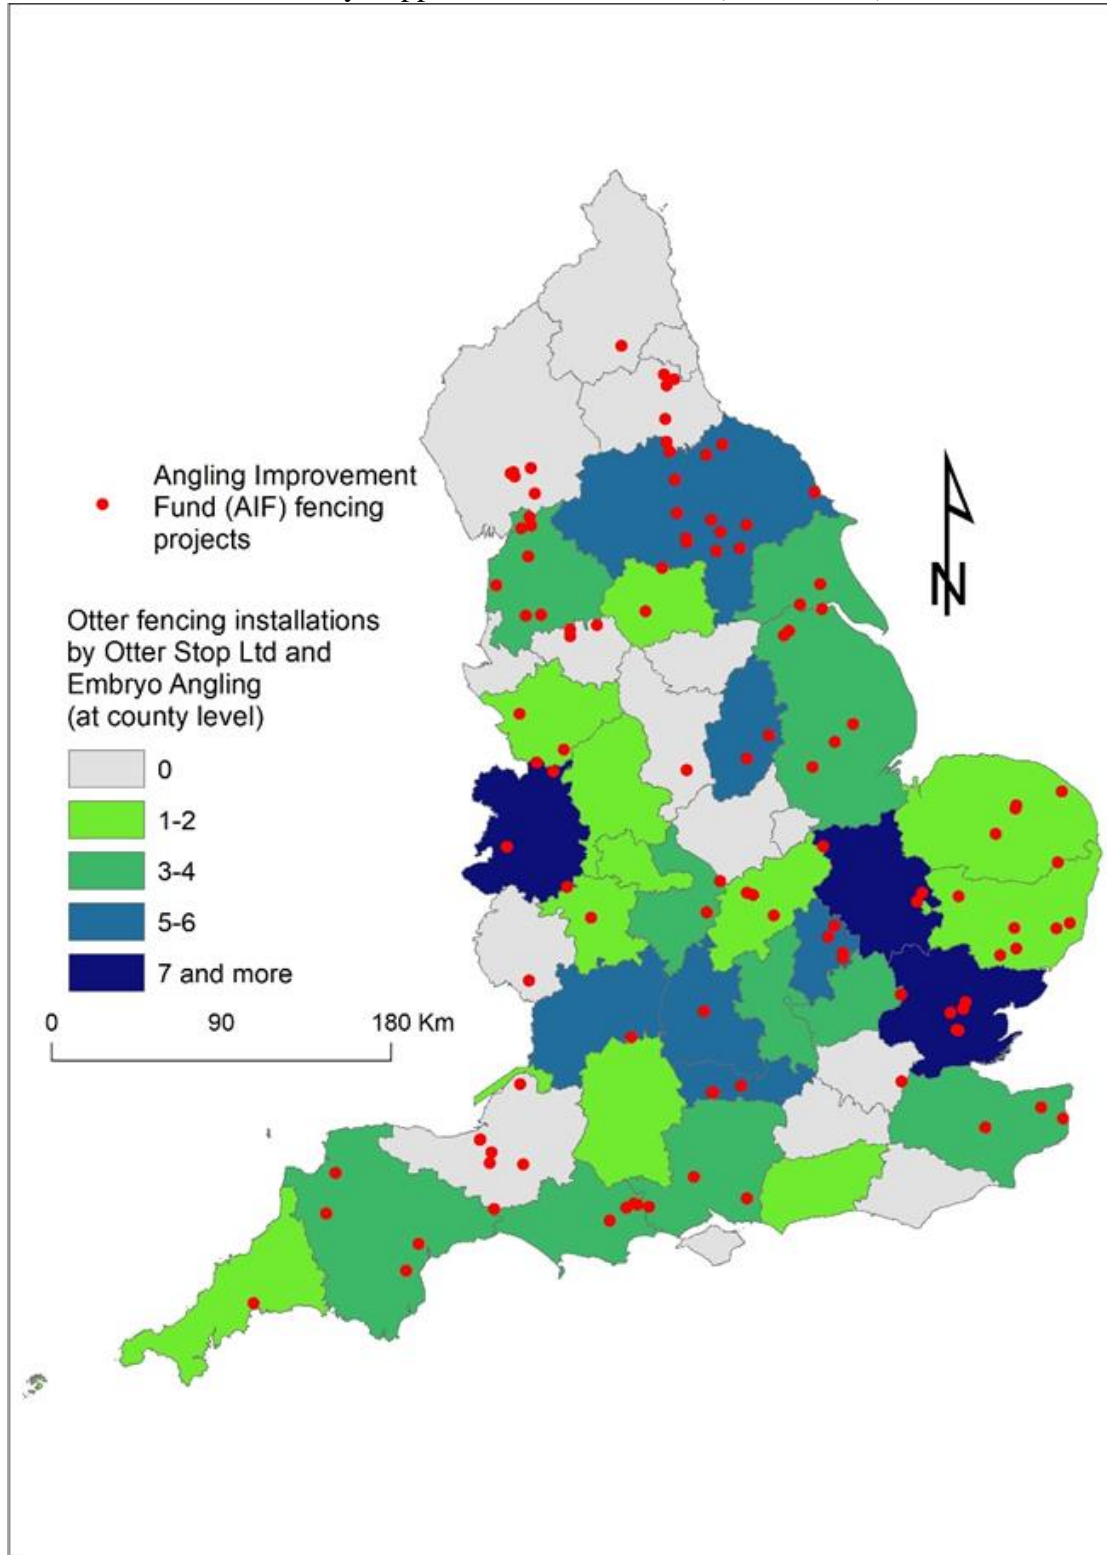 Angling Improvement
Fund (AIF) fencing
projects
Otter fencing installations
by Otter Stop Ltd and
Embryo Angling
(at county level)
0
1-2
3-4
5-6
7 and more
0 90 180 Km
N